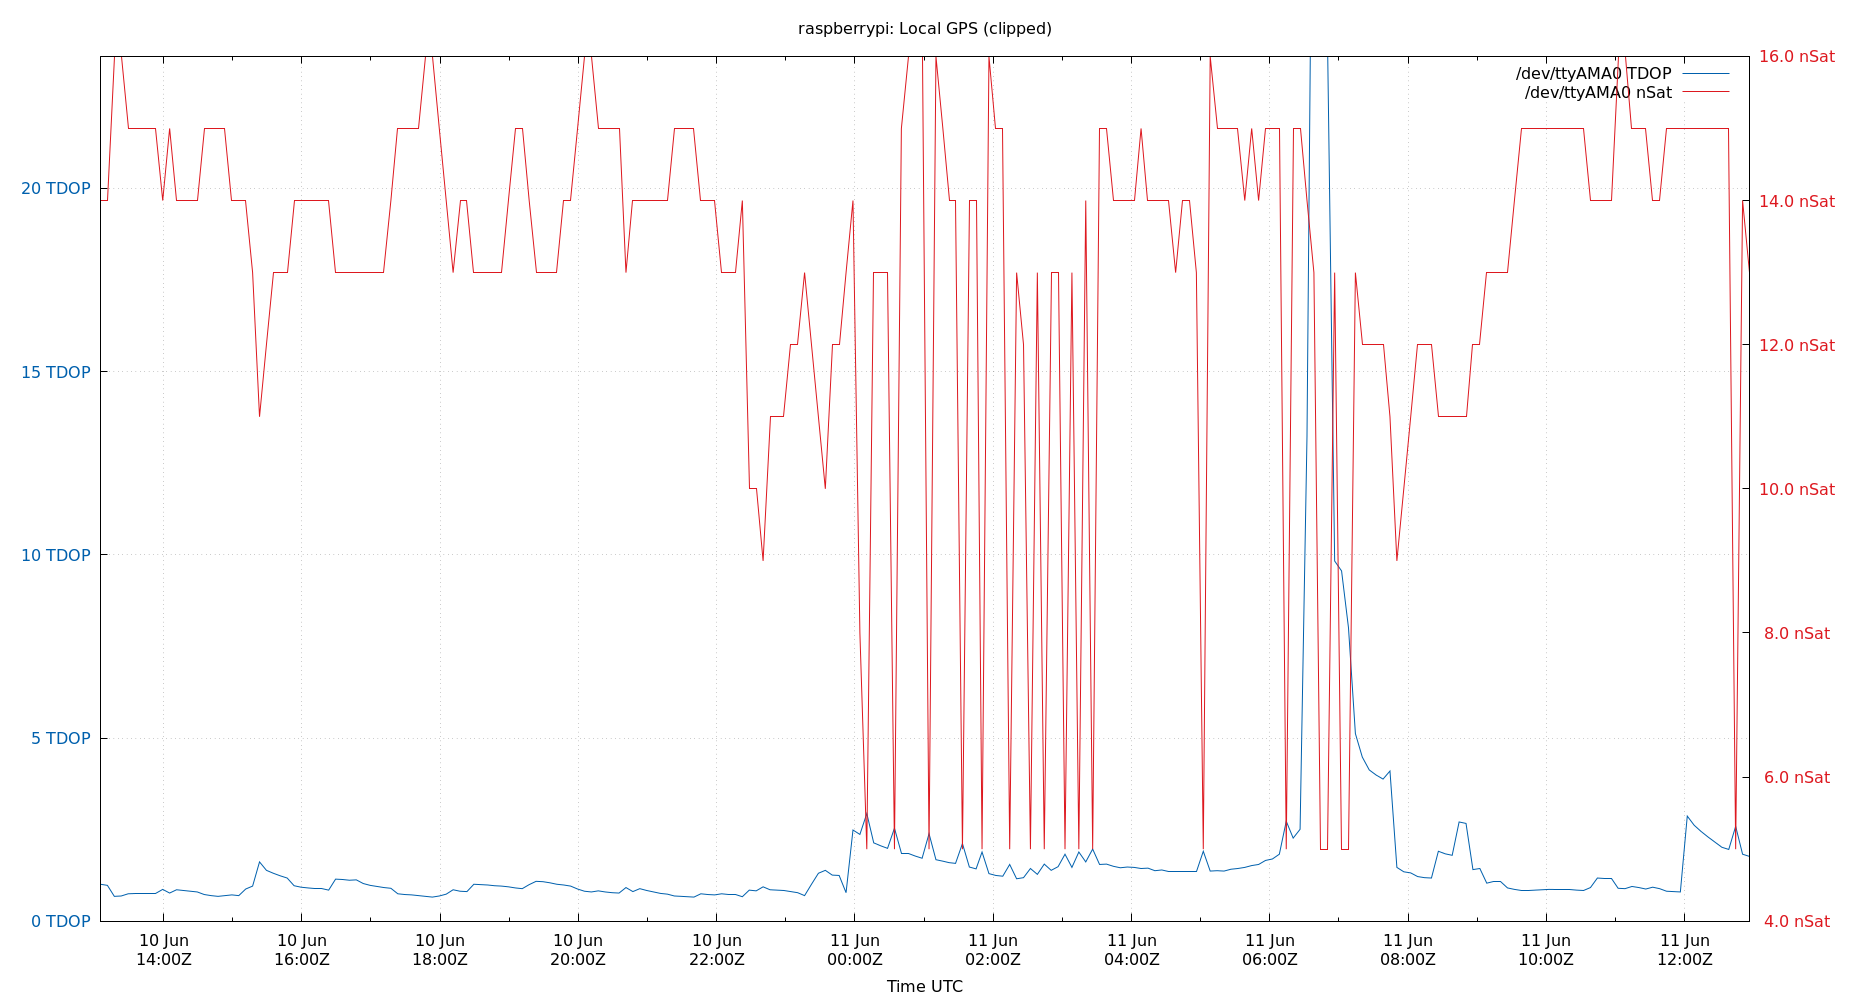 raspberrypi: Local GPS (clipped)
/dev/ttyAMA0 TDOP
/dev/ttyAMA0 nSat
20 TDOP
15 TDOP
10 TDOP
5 TDOP
0 TDOP
16.0 nSat
14.0 nSat
12.0 nSat
10.0 nSat
8.0 nSat
6.0 nSat
4.0 nSat
10 Jun
14:00Z
10 Jun
16:00Z
10 Jun
18:00Z
10 Jun
20:00Z
10 Jun
22:00Z
11 Jun
00:00Z
11 Jun
02:00Z
11 Jun
04:00Z
11 Jun
06:00Z
11 Jun
08:00Z
11 Jun
10:00Z
11 Jun
12:00Z
Time UTC